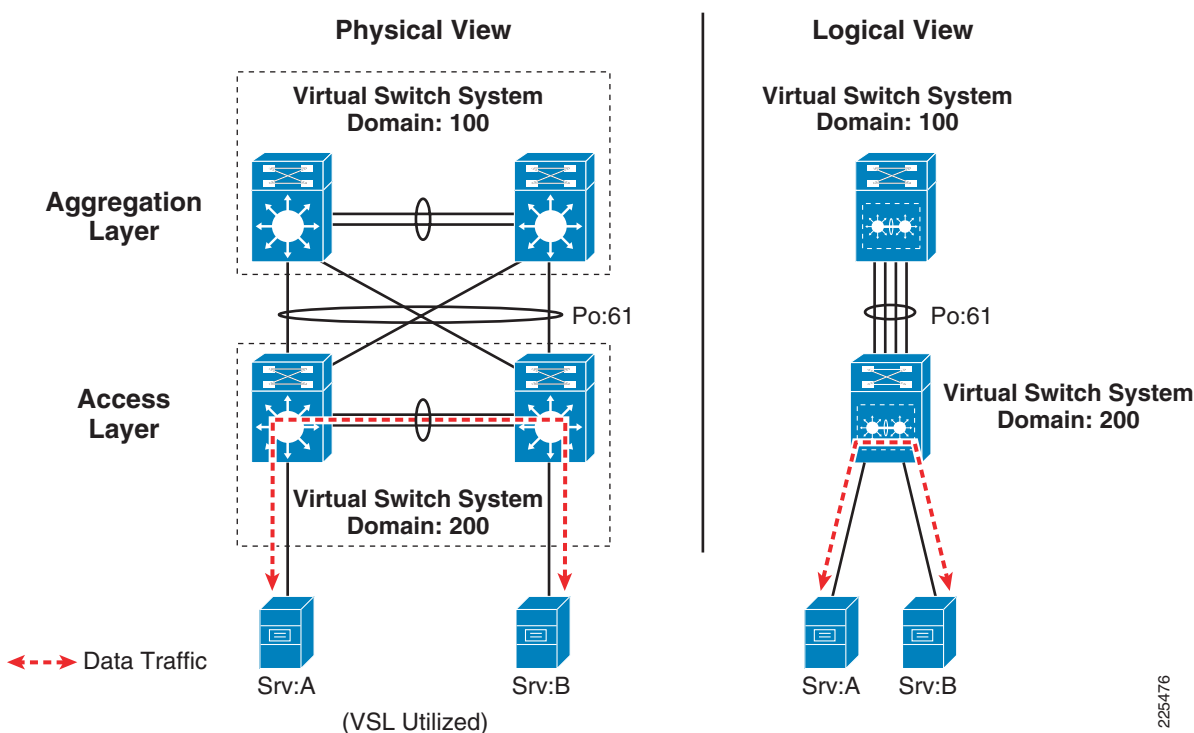 Physical View
Logical View
Virtual Switch System
Domain: 100
Virtual Switch System
Domain: 100
Aggregation
Layer
Po:61
Po:61
Access
Layer
Virtual Switch System
Domain: 200
Virtual Switch System
Domain: 200
Data Traffic
Srv:A
Srv:B
Srv:A
Srv:B
(VSL Utilized)
225476